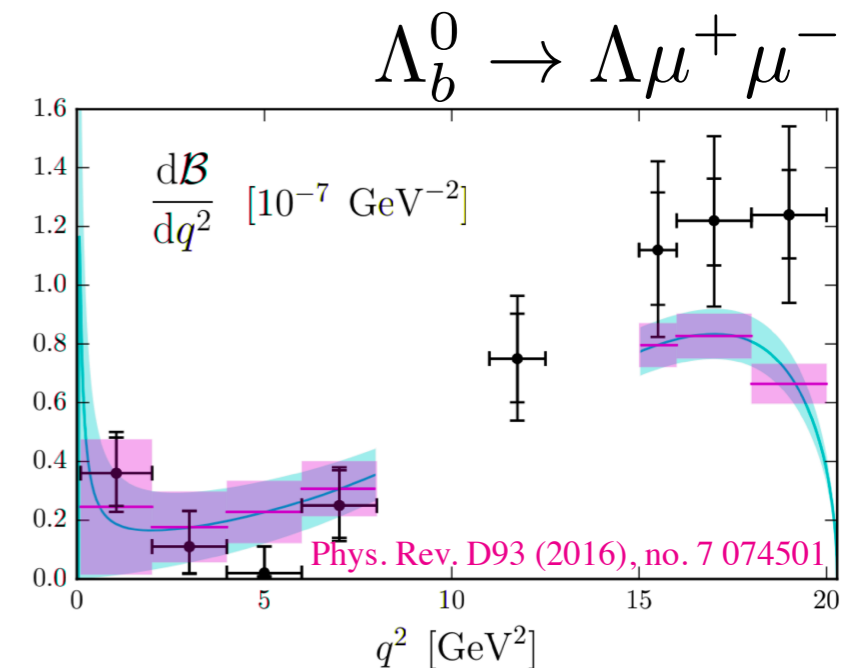 Λ_b^0 → Λμ^+μ^-
1.6
1.4
1.2
1.0
0.8
0.6
0.4
0.2
0.0
dB/dq^2 [10^{-7} GeV^{-2}]
Phys. Rev. D93 (2016), no. 7 074501
0 5 10 15 20
q^2 [GeV^2]